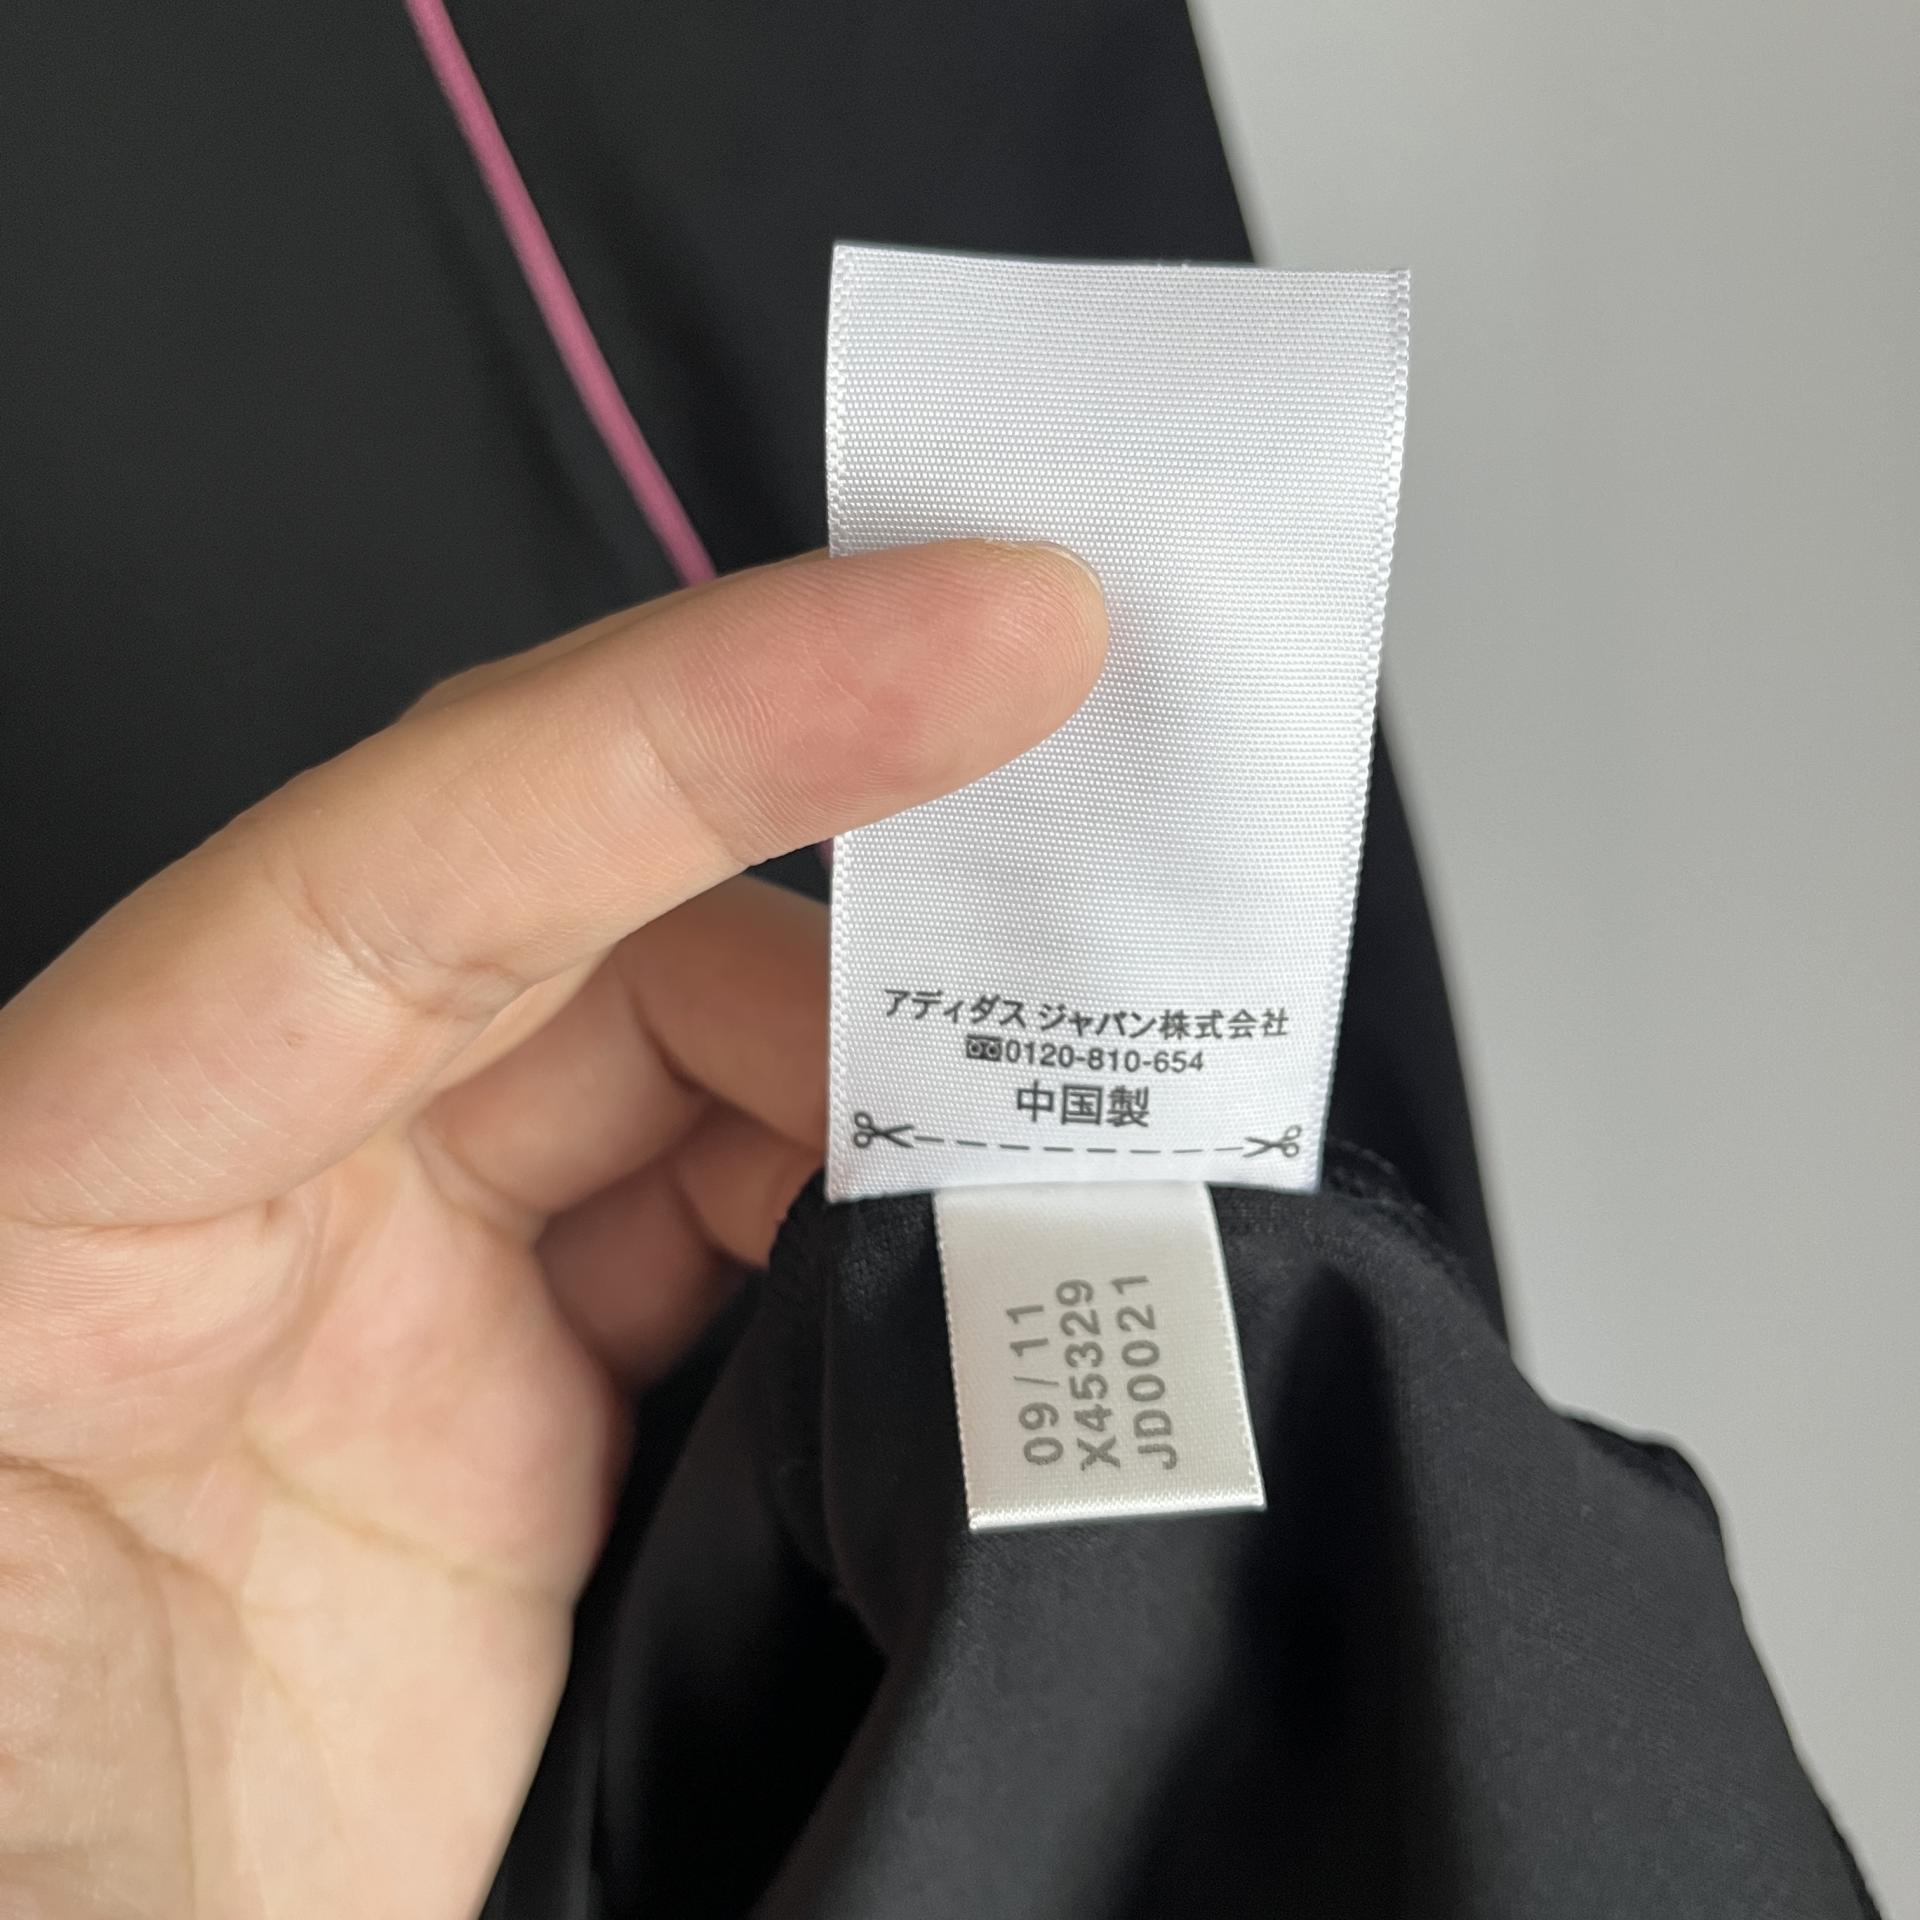 アディダス ジャパン株式会社
0120-810-654
中国製
09/11
X45329
JD0021